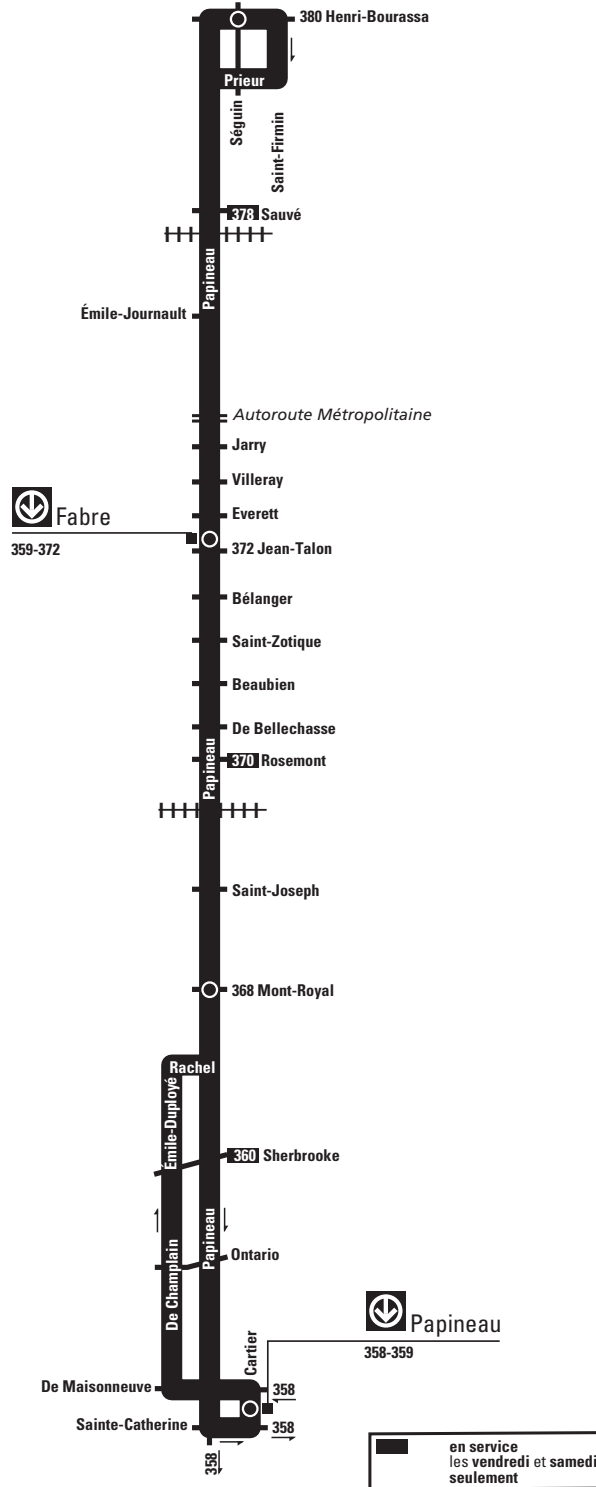 380 Henri-Bourassa
Prieur
Séguin
Saint-Firmin
378 Sauvé
Papineau
Émile-Journault
Autoroute Métropolitaine
Jarry
Villeray
Everett
Fabre
359-372
372 Jean-Talon
Bélanger
Saint-Zotique
Beaubien
De Bellechasse
370 Rosemont
Papineau
Saint-Joseph
368 Mont-Royal
Rachel
Émile-Duployé
360 Sherbrooke
Papineau
Ontario
De Champlain
Papineau
358-359
Cartier
De Maisonneuve
358
Sainte-Catherine
358
358
en service
les vendredi et samedi
seulement